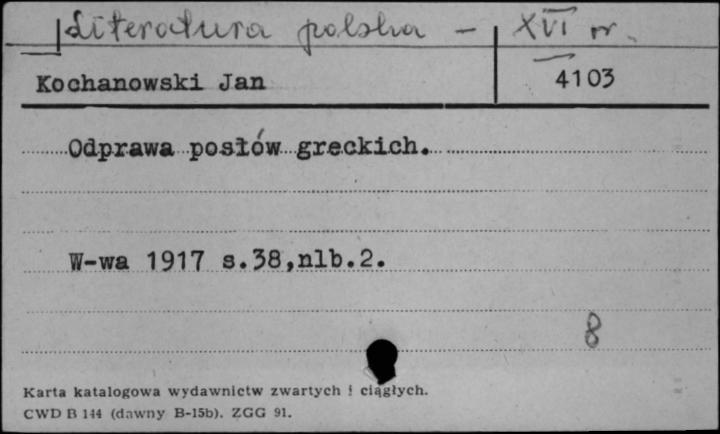 Literatura polska - XVI w.
Kochanowski Jan 4103
Odprawa posłów greckich.
W-wa 1917 s.38,nlb.2.
8
Karta katalogowa wydawnictw zwartych i ciągłych.
CWD B 144 (dawny B-15b). ZGG 91.